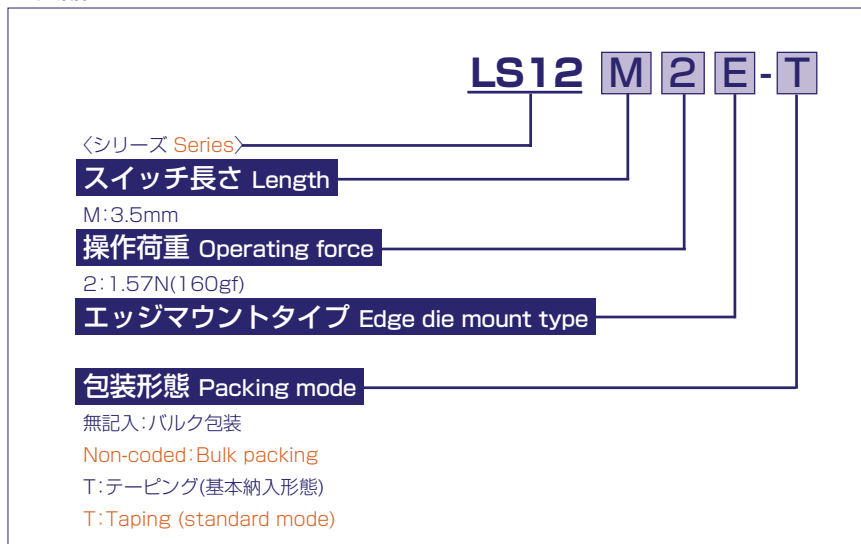 LS12 M 2 E - T
〈シリーズ Series〉
スイッチ長さ Length
M：3.5mm
操作荷重 Operating force
2：1.57N(160gf)
エッジマウントタイプ Edge die mount type
包装形態 Packing mode
無記入：バルク包装
Non-coded：Bulk packing
T：テーピング(基本納入形態)
T：Taping (standard mode)